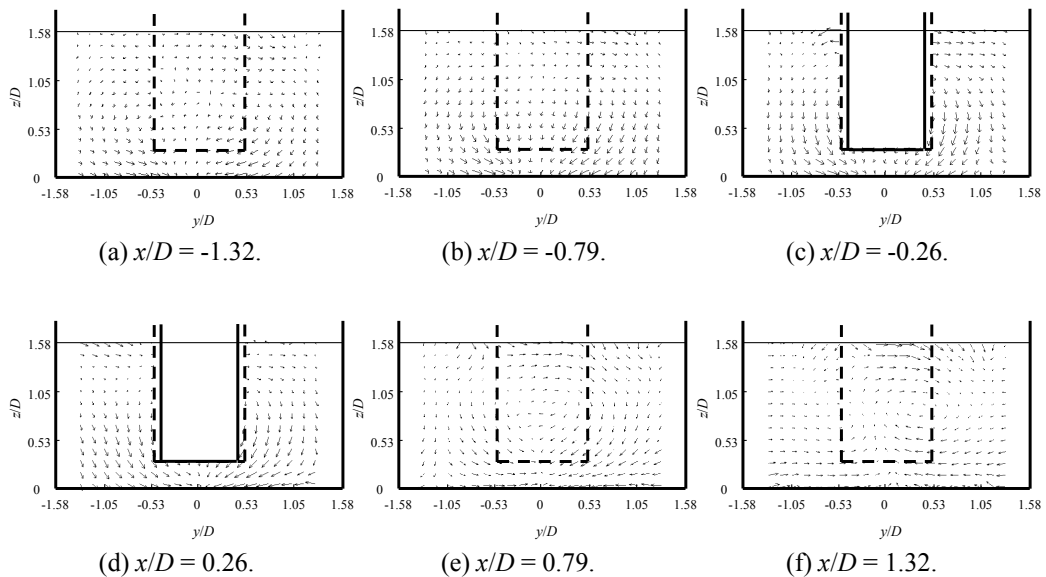 1.58 1.58 1.58
z/D 1.05 z/D 1.05 z/D 1.05
0.53 0.53 0.53
0 0 0
-1.58 -1.05 -0.53 0 0.53 1.05 1.58 -1.58 -1.05 -0.53 0 0.53 1.05 1.58 -1.58 -1.05 -0.53 0 0.53 1.05 1.58
y/D y/D y/D
(a) x/D = -1.32. (b) x/D = -0.79. (c) x/D = -0.26.
1.58 1.58 1.58
z/D 1.05 z/D 1.05 z/D 1.05
0.53 0.53 0.53
0 0 0
-1.58 -1.05 -0.53 0 0.53 1.05 1.58 -1.58 -1.05 -0.53 0 0.53 1.05 1.58 -1.58 -1.05 -0.53 0 0.53 1.05 1.58
y/D y/D y/D
(d) x/D = 0.26. (e) x/D = 0.79. (f) x/D = 1.32.